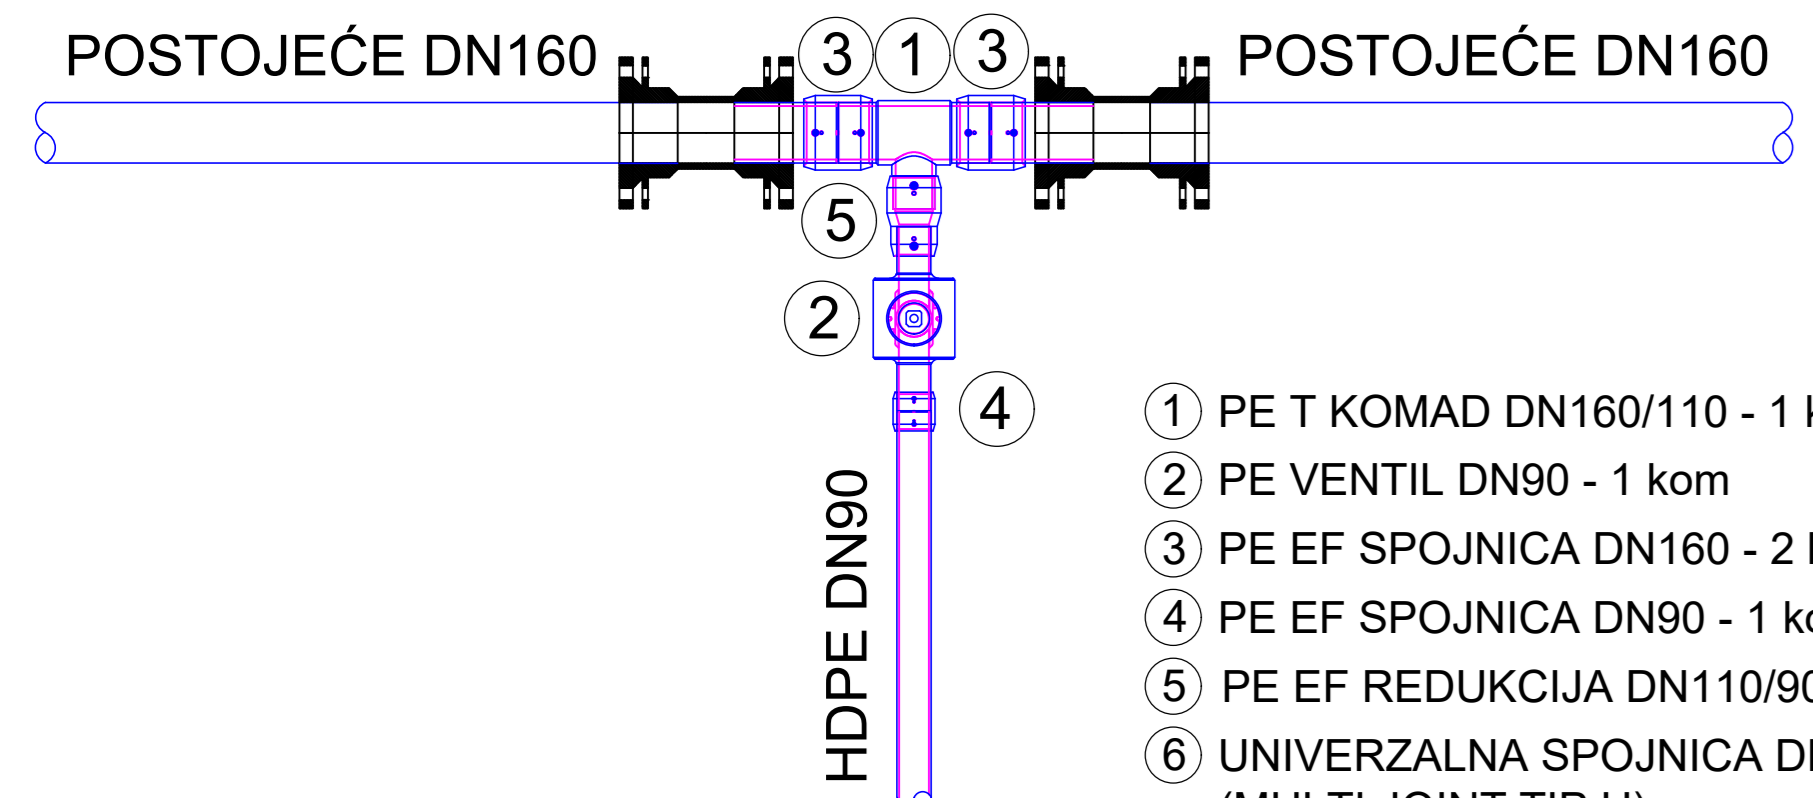 POSTOJEĆE DN160
3
1
3
POSTOJEĆE DN160
5
2
4
HDPE DN90
1 PE T KOMAD DN160/110 - 1
2 PE VENTIL DN90 - 1 kom
3 PE EF SPOJNICA DN160 - 2
4 PE EF SPOJNICA DN90 - 1
5 PE EF REDUKCIJA DN110/90
6 UNIVERZALNA SPOJNICA